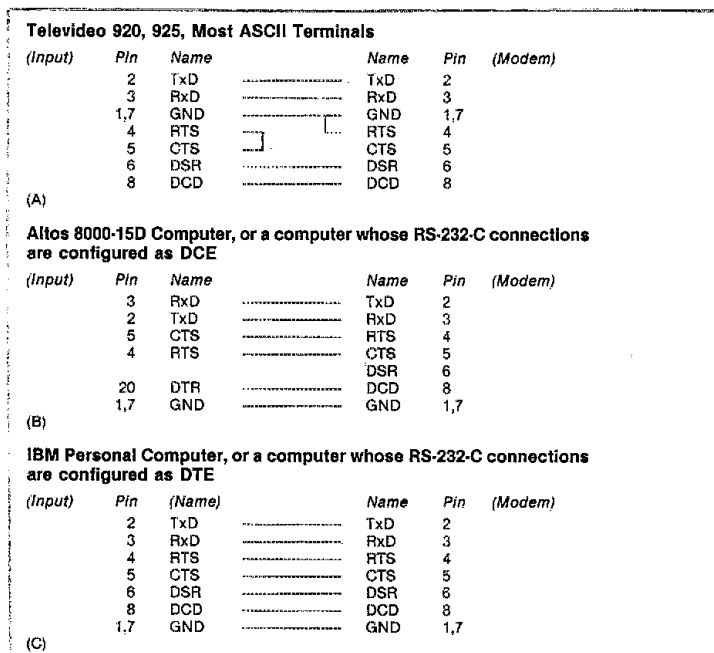 Televideo 920, 925, Most ASCII Terminals
(Input) Pin Name Name Pin (Modem)
2 TxD TxD 2
3 RxD RxD 3
1,7 GND GND 1,7
4 RTS RTS 4
5 CTS CTS 5
6 DSR DSR 6
8 DCD DCD 8
(A)
Altos 8000-15D Computer, or a computer whose RS-232-C connections
are configured as DCE
(Input) Pin Name Name Pin (Modem)
3 RxD TxD 2
2 TxD RxD 3
5 CTS RTS 4
4 RTS CTS 5
DSR 6
20 DTR DCD 8
1,7 GND GND 1,7
(B)
IBM Personal Computer, or a computer whose RS-232-C connections
are configured as DTE
(Input) Pin (Name) Name Pin (Modem)
2 TxD TxD 2
3 RxD RxD 3
4 RTS RTS 4
5 CTS CTS 5
6 DSR DSR 6
8 DCD DCD 8
1,7 GND GND 1,7
(C)